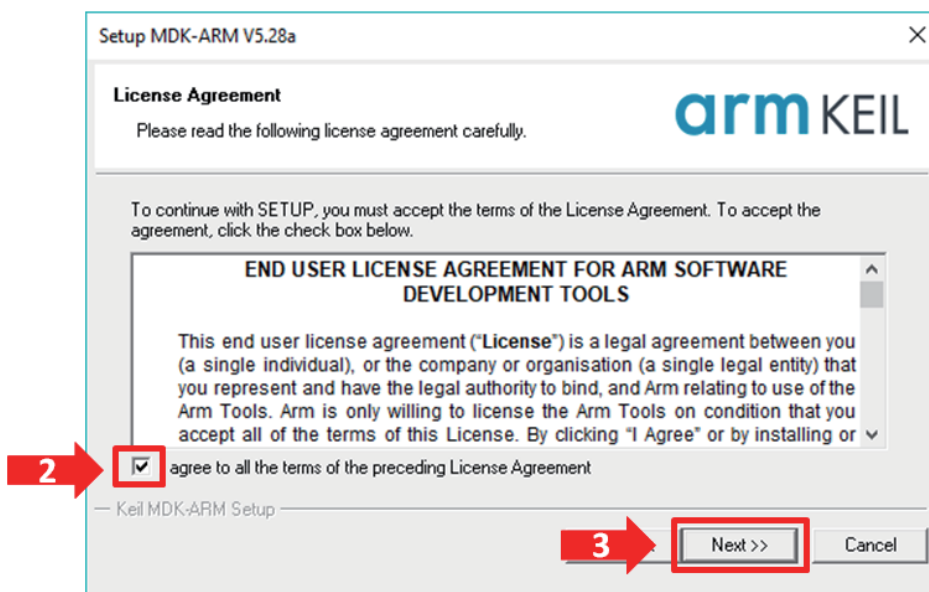 Setup MDK-ARM V5.28a
License Agreement
Please read the following license agreement carefully.
arm KEIL
To continue with SETUP, you must accept the terms of the License Agreement. To accept the
agreement, click the check box below.
END USER LICENSE AGREEMENT FOR ARM SOFTWARE
DEVELOPMENT TOOLS
This end user license agreement (“License”) is a legal agreement between you
(a single individual), or the company or organisation (a single legal entity) that
you represent and have the legal authority to bind, and Arm relating to use of the
Arm Tools. Arm is only willing to license the Arm Tools on condition that you
accept all of the terms of this License. By clicking “I Agree” or by installing or
2
agree to all the terms of the preceding License Agreement
Keil MDK-ARM Setup
3
Next >>
Cancel